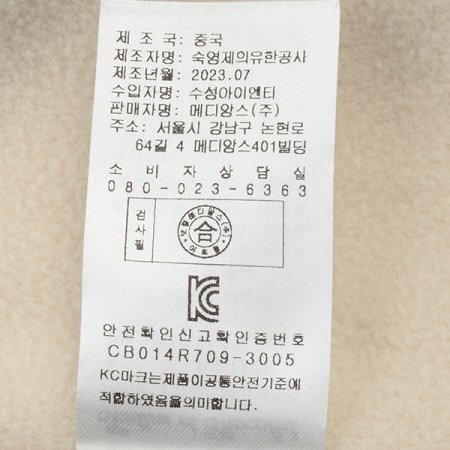 제 조 국: 중국
제조자명: 숙영제의유한공사
제조년월: 2023.07
수입자명: 수성아이엔티
판매자명: 메디앙스(주)
주소: 서울시 강남구 논현로
64길 4 메디앙스401빌딩
소 비 자 상 담 실
080-023-6363
검사필
合
KC
안전확인신고확인증번호
CB014R709-3005
KC마크는제품이공통안전기준에
적합하였음을의미합니다.